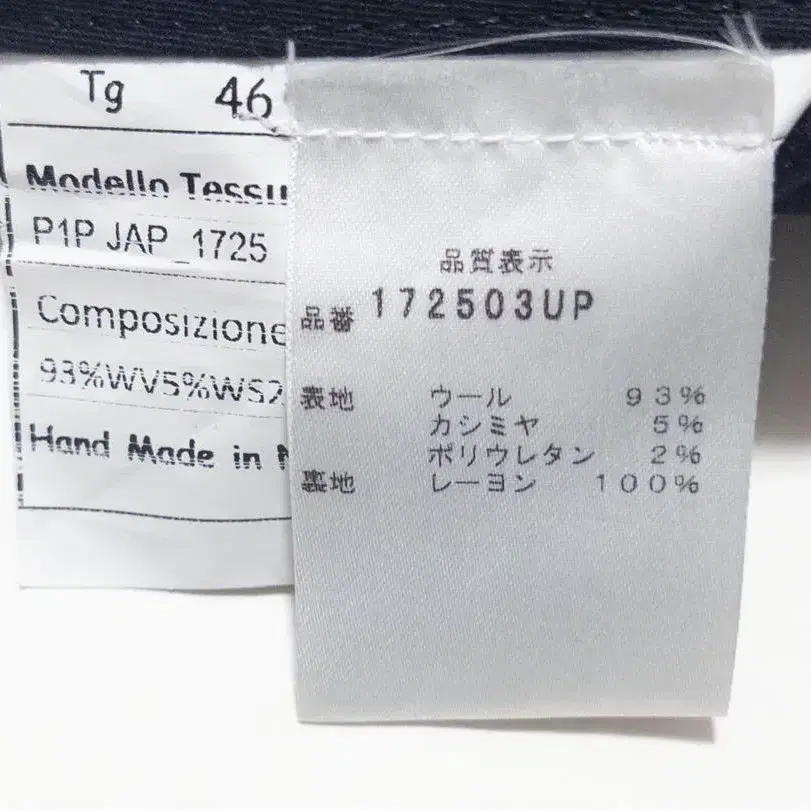 Tg 46
Modello Tessu
P1P JAP_1725
Composizione
93%WV5%WS2
Hand Made in
品質表示
品番 172503UP
表地 ウール 93%
カシミヤ 5%
ポリウレタン 2%
裏地 レーヨン 100%